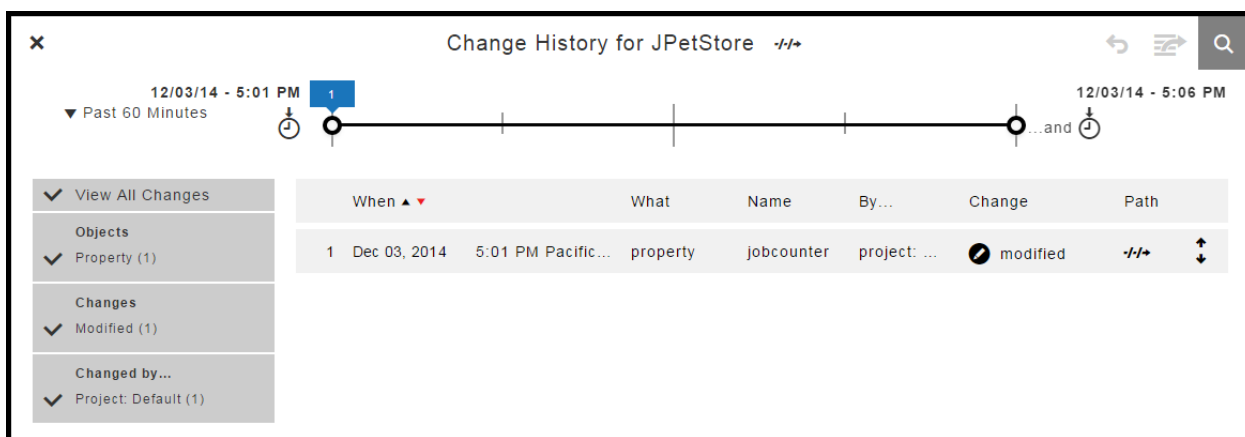 Change History for JPetStore
12/03/14 - 5:01 PM
1
12/03/14 - 5:06 PM
Past 60 Minutes
...and
View All Changes
When What Name By... Change Path
Objects
Property (1)
1 Dec 03, 2014 5:01 PM Pacific... property jobcounter project: ... modified
Changes
Modified (1)
Changed by...
Project: Default (1)